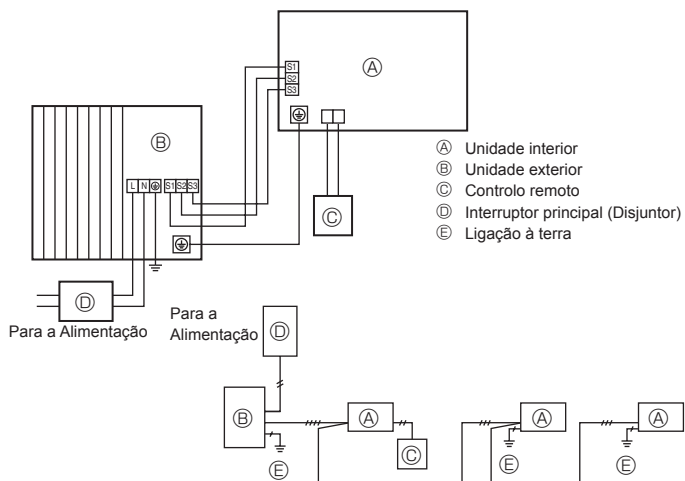 S1
S2
S3
Ⓐ
Ⓑ
L N S1 S2 S3
Ⓒ
Ⓓ
Para a Alimentação
Ⓐ Unidade interior
Ⓑ Unidade exterior
Ⓒ Controlo remoto
Ⓓ Interruptor principal (Disjuntor)
Ⓔ Ligação à terra
Para a
Alimentação
Ⓓ
Ⓑ
Ⓐ
Ⓒ
Ⓔ
Ⓐ
Ⓔ
Ⓐ
Ⓔ